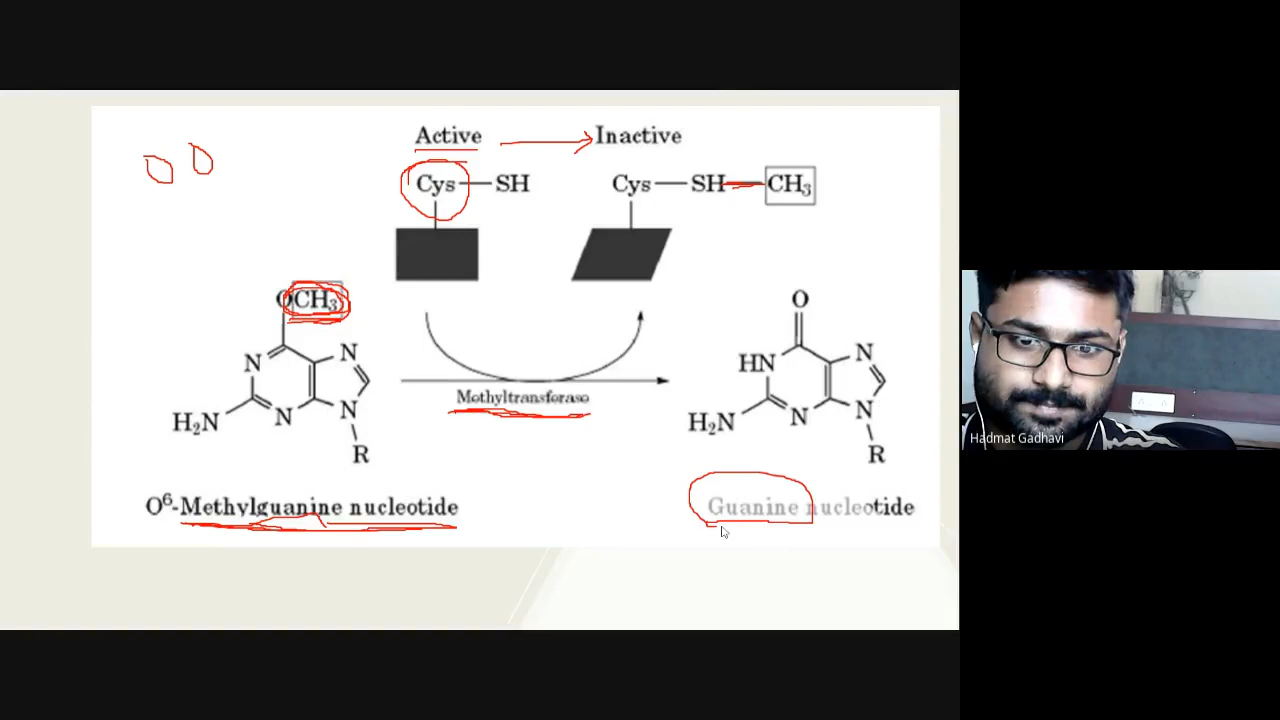 Active Inactive
Cys SH Cys SH CH₃
OCH₃ O
N N HN N
H₂N N N H₂N N N
Methyltransferase
R R
O⁶-Methylguanine nucleotide Guanine nucleotide
Hadmat Gadhavi